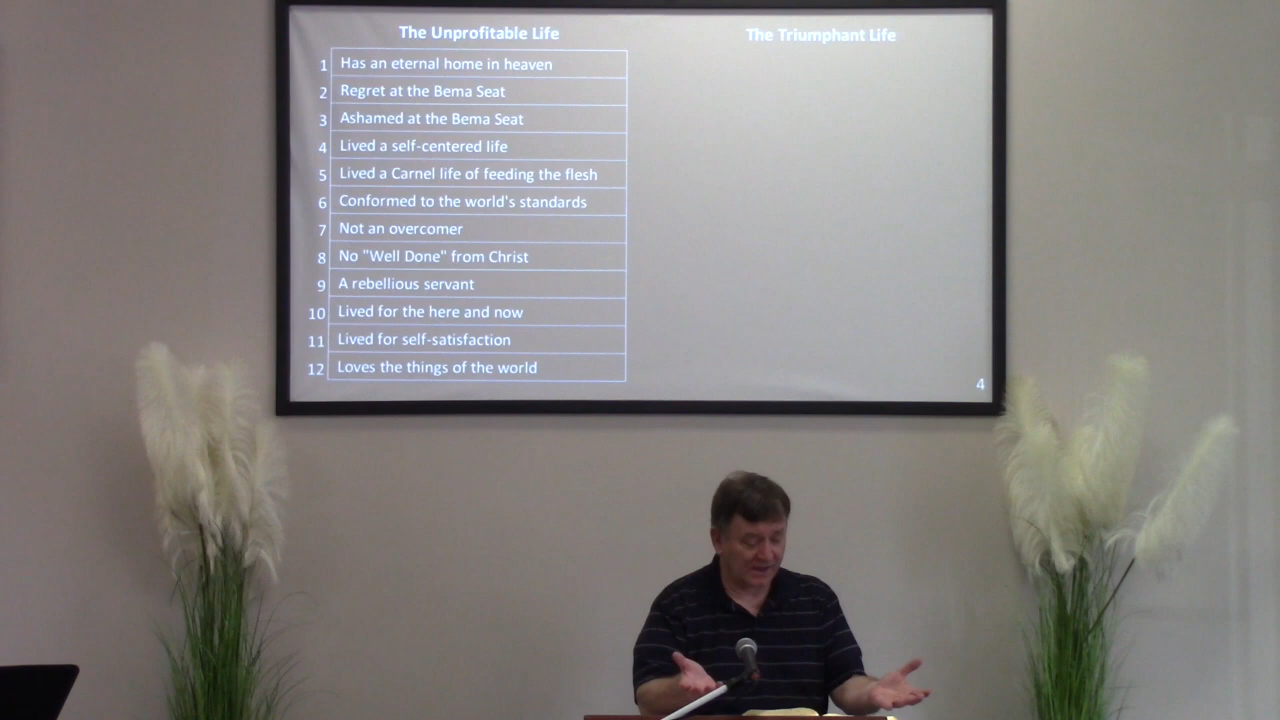 The Unprofitable Life
The Triumphant Life
1 Has an eternal home in heaven
2 Regret at the Bema Seat
3 Ashamed at the Bema Seat
4 Lived a self-centered life
5 Lived a Carnel life of feeding the flesh
6 Conformed to the world's standards
7 Not an overcomer
8 No "Well Done" from Christ
9 A rebellious servant
10 Lived for the here and now
11 Lived for self-satisfaction
12 Loves the things of the world
4